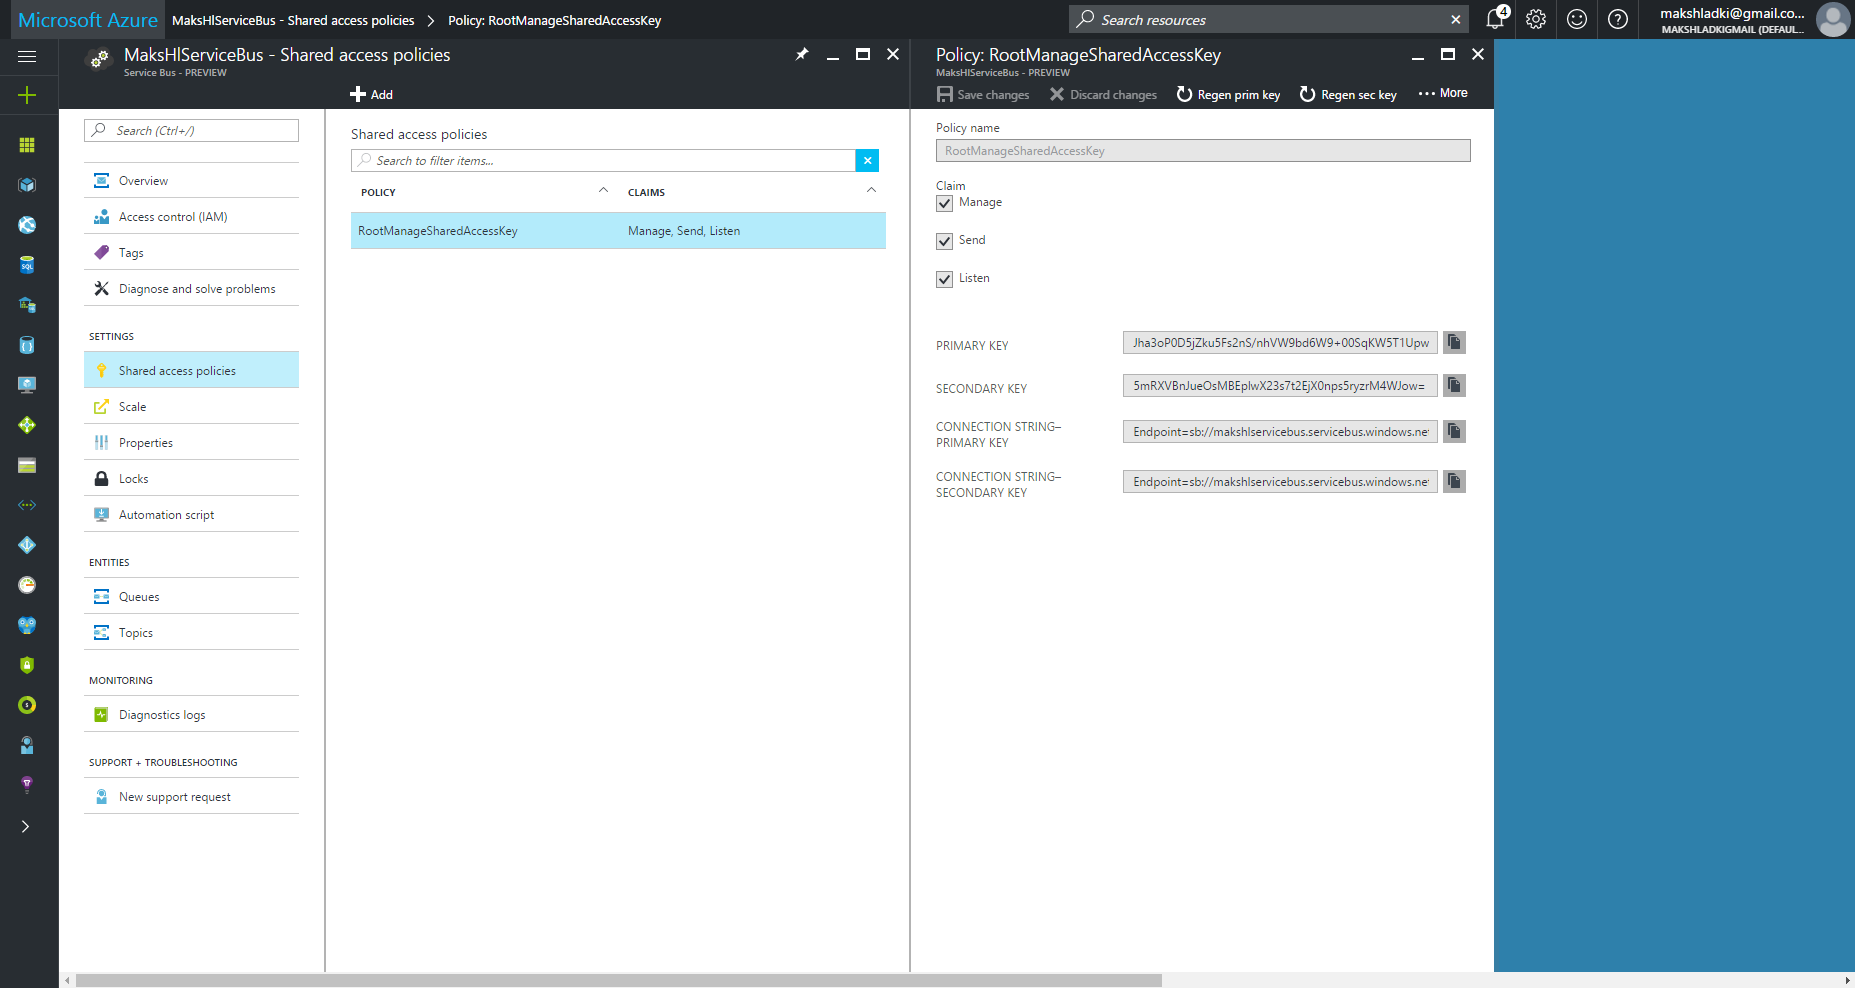 Microsoft Azure
MaksHlServiceBus - Shared access policies > Policy: RootManageSharedAccessKey
Search resources
4
makshladki@gmail.co...
MAKSHLADKIGMAIL (DEFAUL...
MaksHlServiceBus - Shared access policies
Service Bus - PREVIEW
Add
Search (Ctrl+/)
Overview
Access control (IAM)
Tags
Diagnose and solve problems
SETTINGS
Shared access policies
Scale
Properties
Locks
Automation script
ENTITIES
Queues
Topics
MONITORING
Diagnostics logs
SUPPORT + TROUBLESHOOTING
New support request
Shared access policies
Search to filter items...
POLICY CLAIMS
RootManageSharedAccessKey Manage, Send, Listen
Policy: RootManageSharedAccessKey
MaksHlServiceBus - PREVIEW
Save changes Discard changes Regen prim key Regen sec key More
Policy name
RootManageSharedAccessKey
Claim
Manage
Send
Listen
PRIMARY KEY Jha3oP0D5jZku5Fs2nS/nhVW9bd6W9+00SqKW5T1Upw
SECONDARY KEY 5mRXVBnJueOsMBEplwX23s7t2EjX0nps5ryzrM4WJow=
CONNECTION STRING–
PRIMARY KEY
Endpoint=sb://makshlservicebus.servicebus.windows.ne
CONNECTION STRING–
SECONDARY KEY
Endpoint=sb://makshlservicebus.servicebus.windows.ne